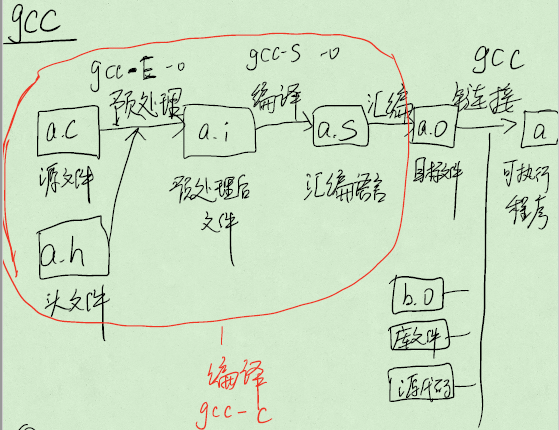 gcc
gcc-E -o
gcc-S -o
gcc
预处理
编译
汇编
链接
a.c
a.i
a.s
a.o
a
源文件
预处理后
文件
汇编语言
目标文件
可执行
程序
a.h
头文件
b.o
库文件
源代码
编译
gcc-c